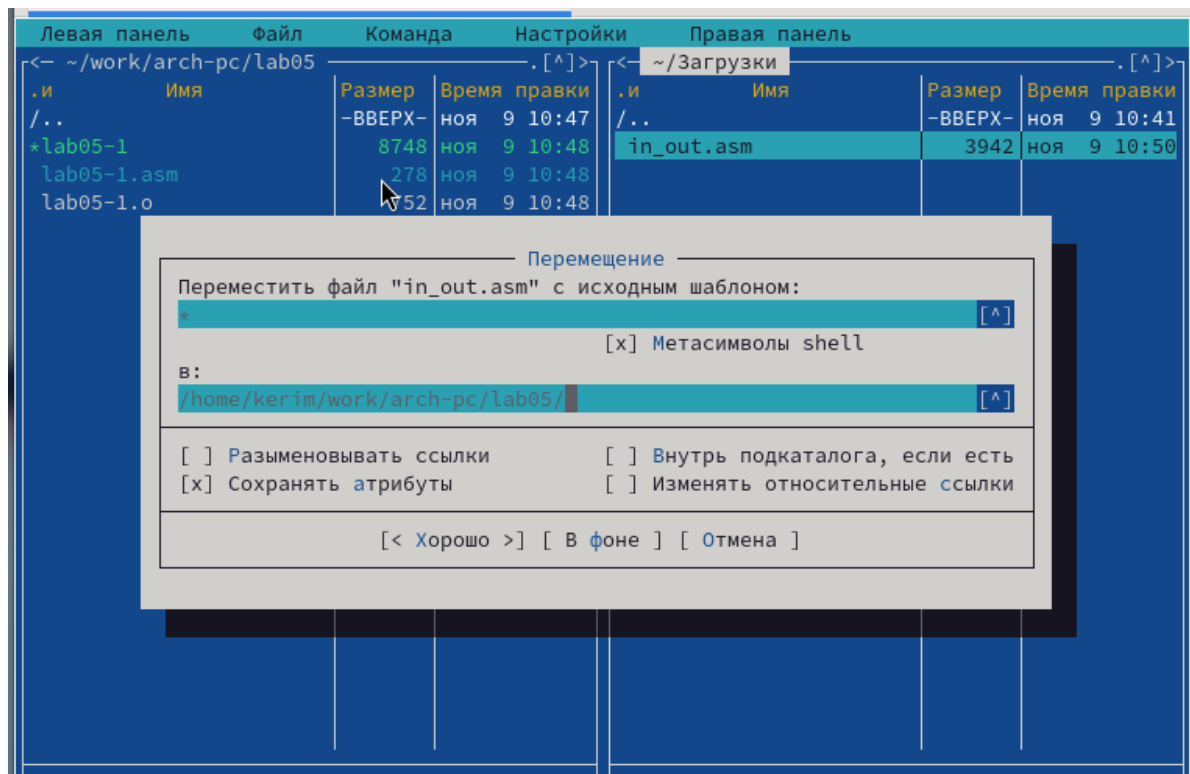 Левая панель Файл Команда Настройки Правая панель
<─ ~/work/arch-pc/lab05 ─.[^]>
.и Имя Размер Время правки
/.. -ВВЕРХ- ноя 9 10:47
*lab05-1 8748 ноя 9 10:48
lab05-1.asm 278 ноя 9 10:48
lab05-1.o 752 ноя 9 10:48
<─ ~/Загрузки ─.[^]>
.и Имя Размер Время правки
/.. -ВВЕРХ- ноя 9 10:41
in_out.asm 3942 ноя 9 10:50
Перемещение
Переместить файл "in_out.asm" с исходным шаблоном:
* [^]
[x] Метасимволы shell
в:
/home/kerim/work/arch-pc/lab05/ [^]
[ ] Разыменовывать ссылки [ ] Внутрь подкаталога, если есть
[x] Сохранять атрибуты [ ] Изменять относительные ссылки
[< Хорошо >] [ В фоне ] [ Отмена ]